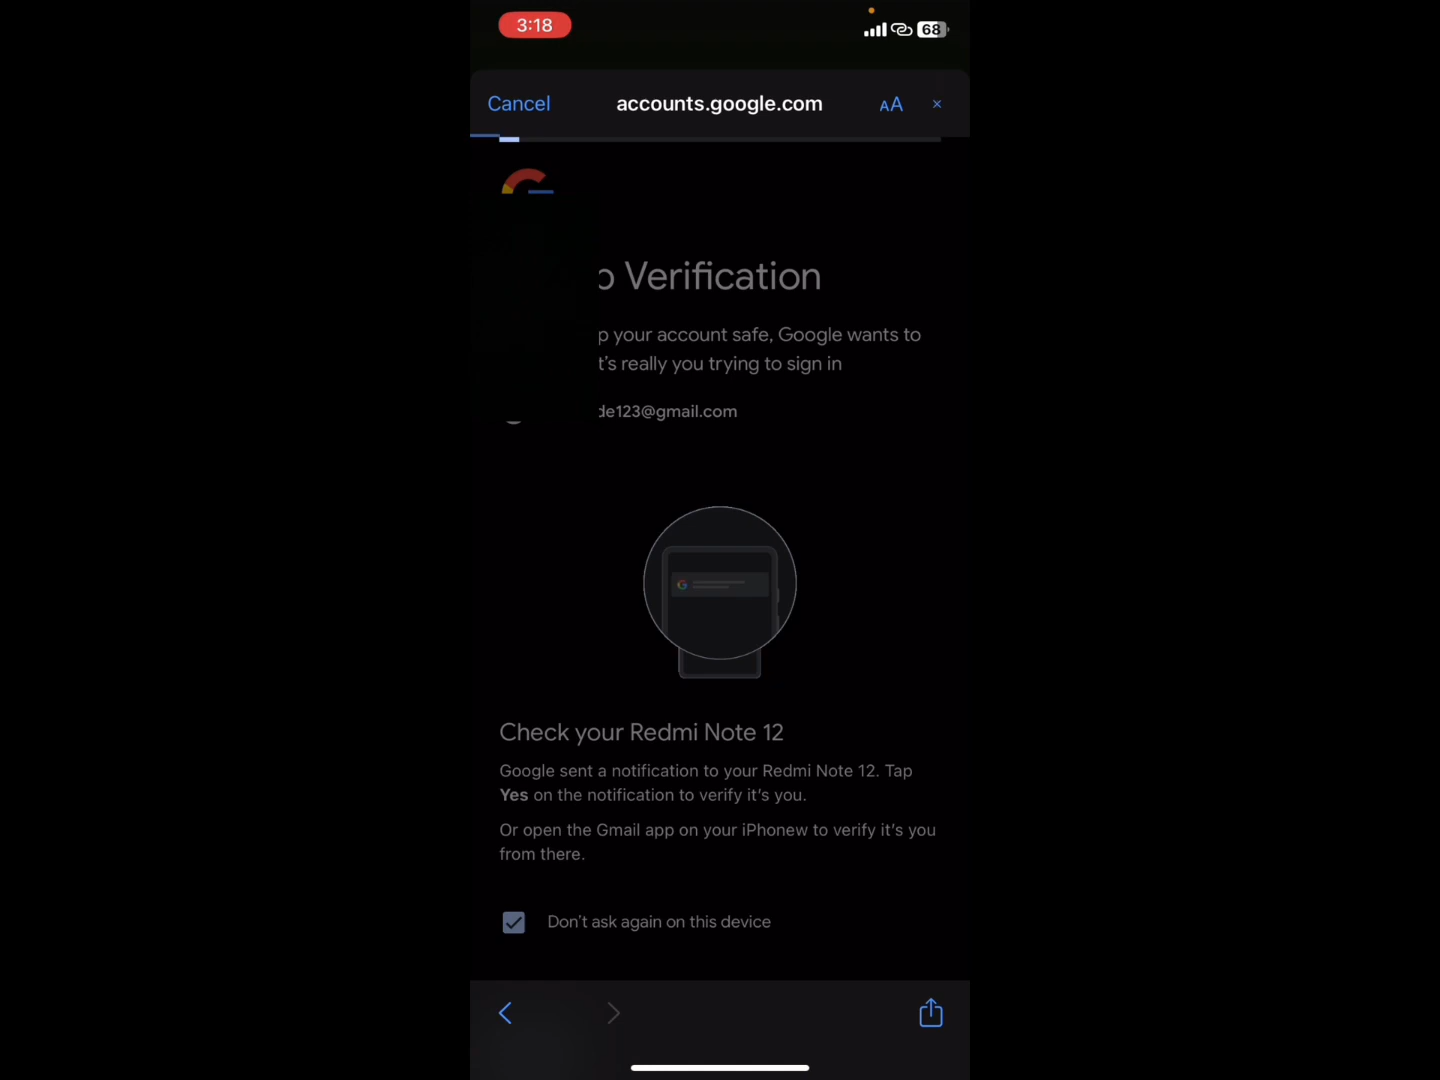 3:18
68
Cancel
accounts.google.com
AA
Verification
your account safe, Google wants to
really you trying to sign in
de123@gmail.com
Check your Redmi Note 12
Google sent a notification to your Redmi Note 12. Tap
Yes on the notification to verify it's you.
Or open the Gmail app on your iPhonew to verify it's you
from there.
Don't ask again on this device